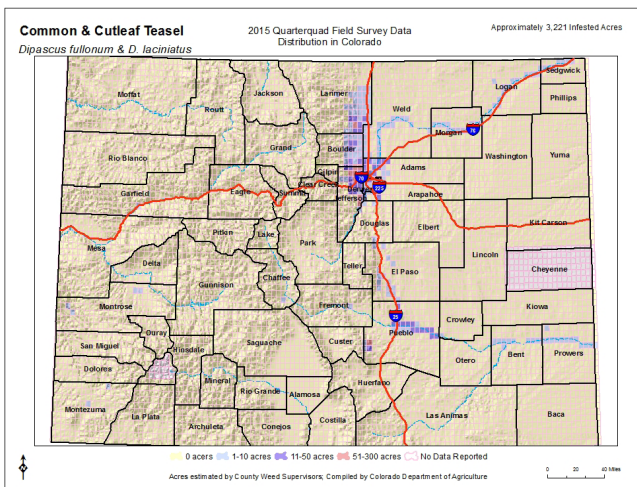 Common & Cutleaf Teasel
Dipascus fullonum & D. laciniatus
2015 Quarterquad Field Survey Data
Distribution in Colorado
Approximately 3,221 Infested Acres
Moffat
Routt
Jackson
Larimer
Weld
Logan
Sedgwick
Phillips
Morgan
76
Grand
Boulder
Rio Blanco
Washington
Yuma
Gilpin
Adams
Garfield
Eagle
Summit
Clear Creek
70
Denver
225
Jefferson
Arapahoe
Pitkin
Lake
Park
Douglas
Elbert
Kit Carson
Mesa
Lincoln
Delta
Gunnison
Chaffee
Teller
El Paso
Cheyenne
Montrose
Fremont
25
Kiowa
Ouray
Pueblo
Crowley
San Miguel
Hinsdale
Saguache
Custer
Otero
Bent
Prowers
Dolores
Mineral
Rio Grande
Alamosa
Huerfano
Montezuma
La Plata
Archuleta
Conejos
Costilla
Las Animas
Baca
0 acres 1-10 acres 11-50 acres 51-300 acres No Data Reported
Acres estimated by County Weed Supervisors; Compiled by Colorado Department of Agriculture
0 20 40 Miles